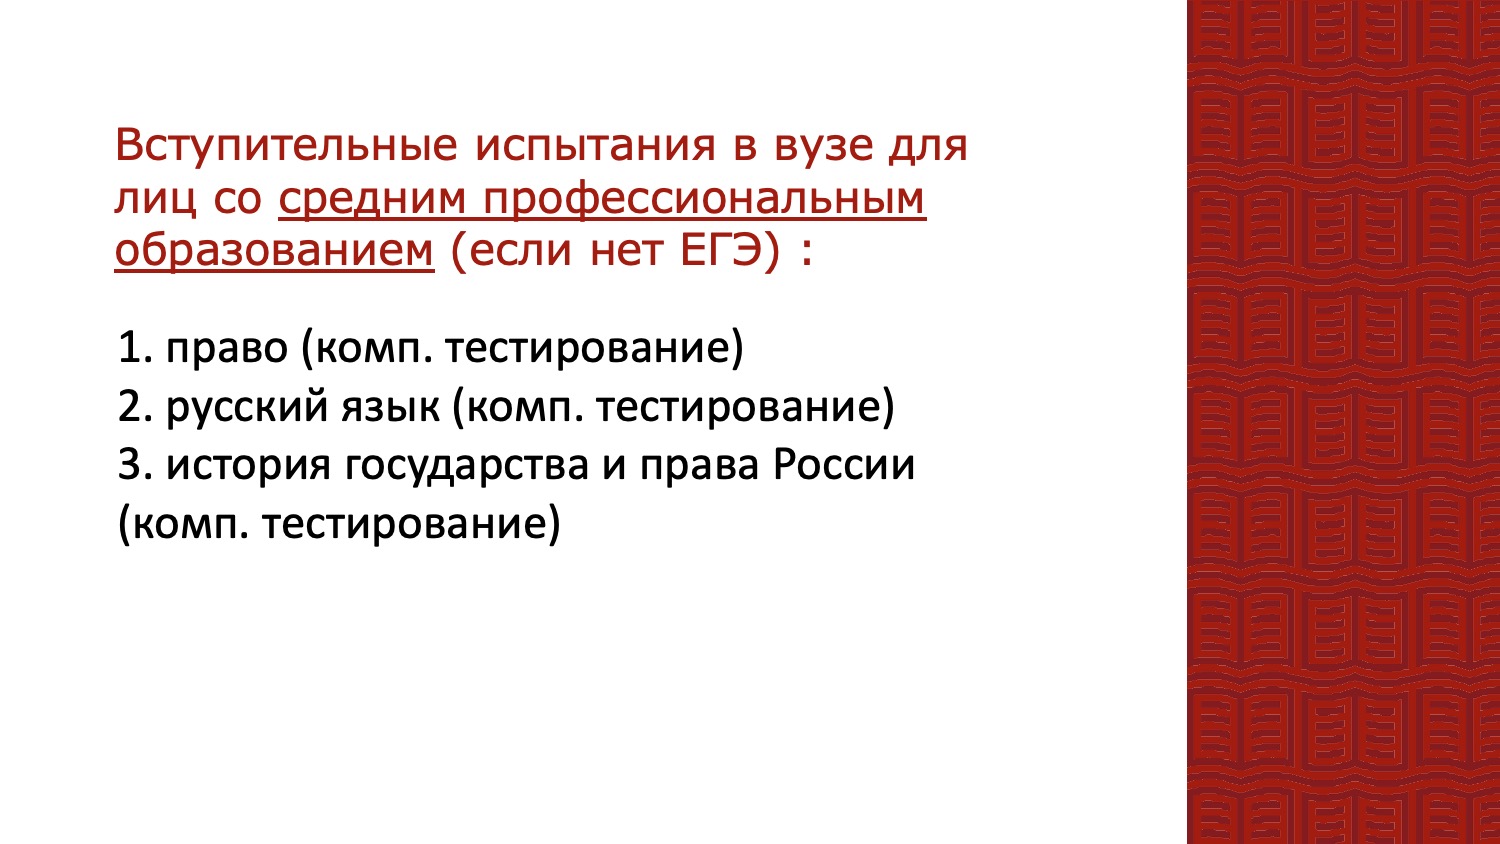 Вступительные испытания в вузе для
лиц со средним профессиональным
образованием (если нет ЕГЭ) :
1. право (комп. тестирование)
2. русский язык (комп. тестирование)
3. история государства и права России
(комп. тестирование)